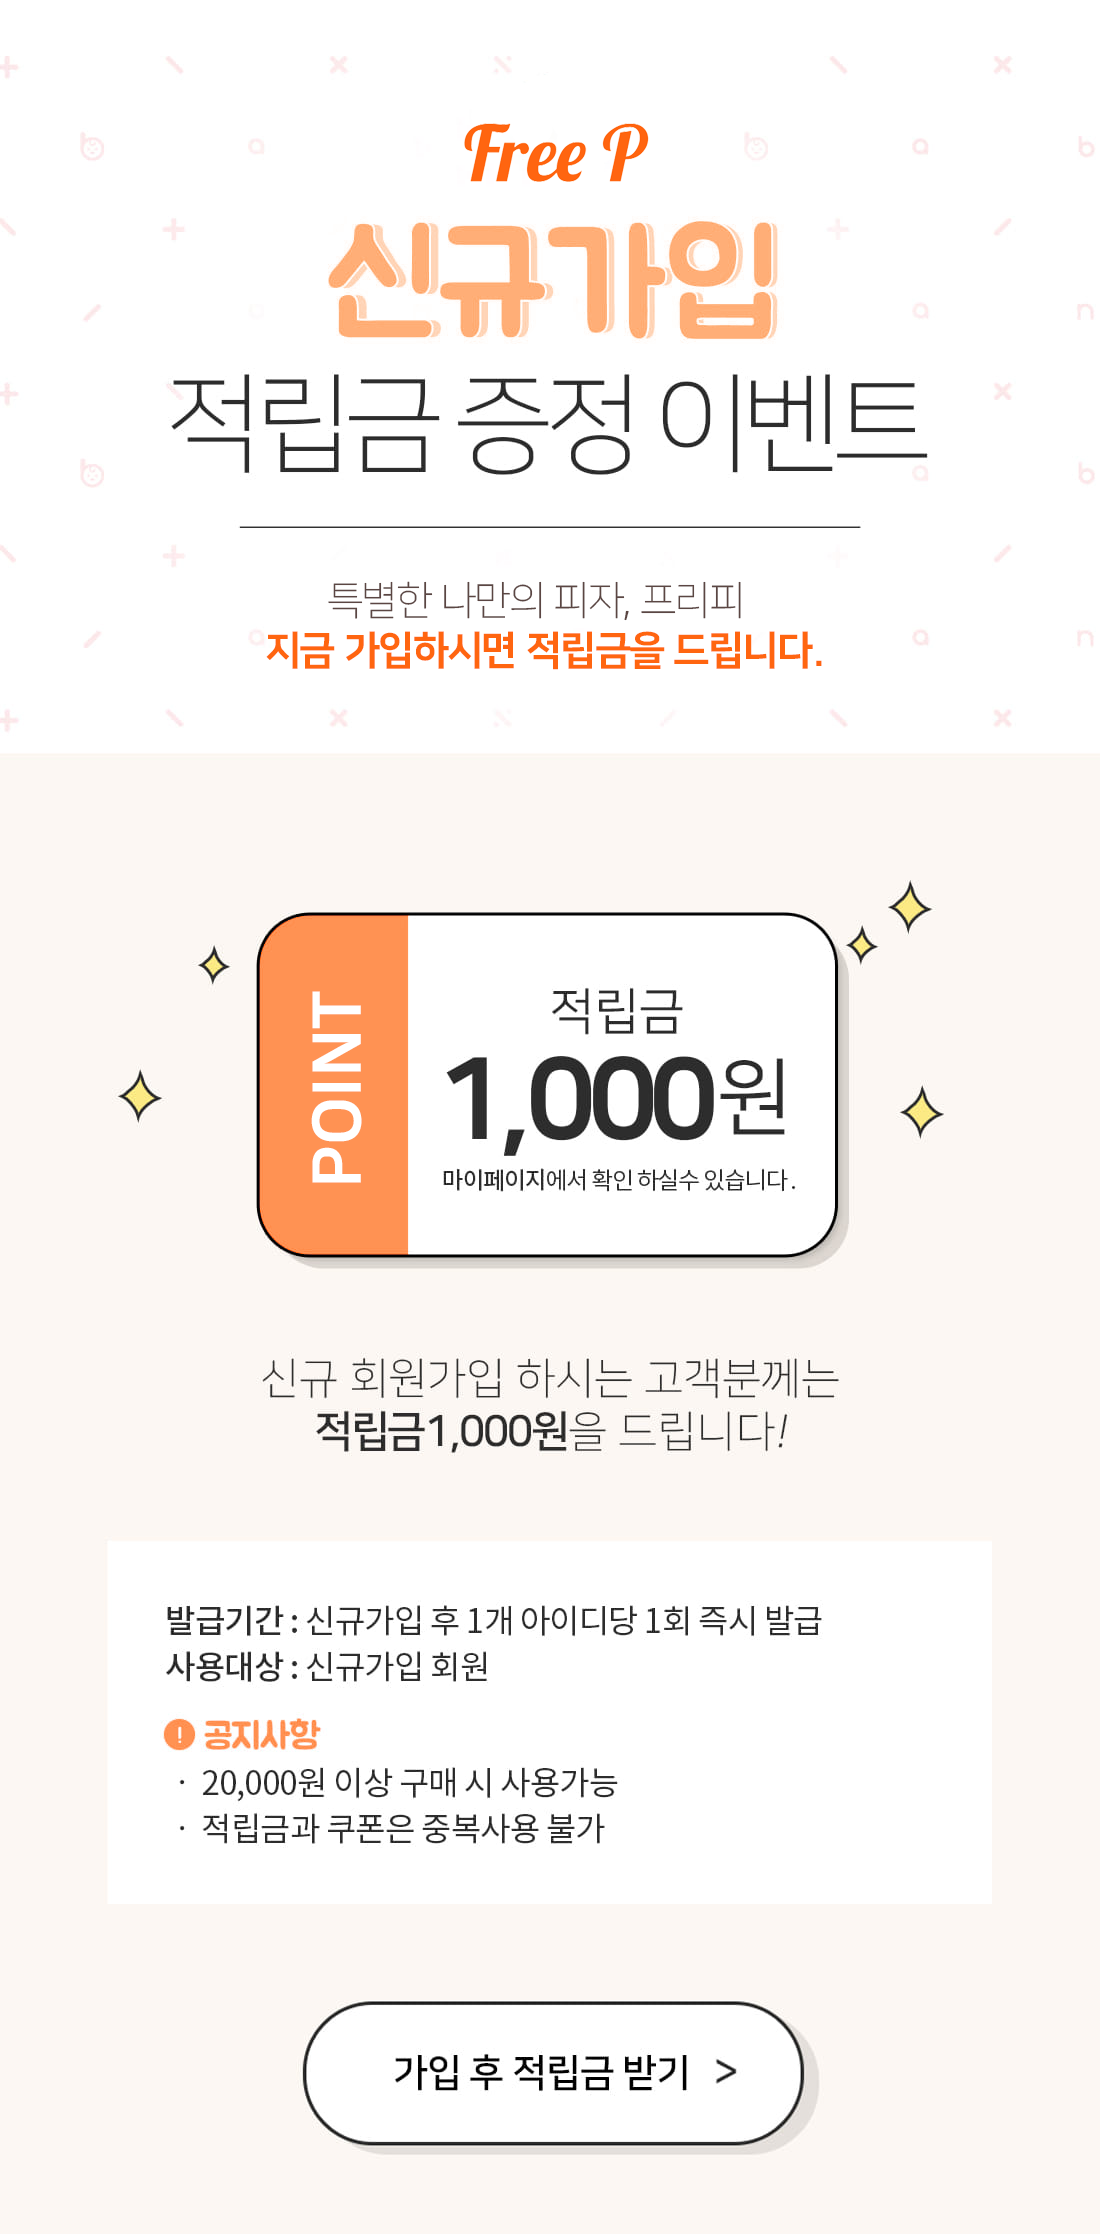 Free P
신규가입
적립금 증정 이벤트
특별한 나만의 피자, 프리피
지금 가입하시면 적립금을 드립니다.
POINT
적립금
1,000원
마이페이지에서 확인 하실수 있습니다.
신규 회원가입 하시는 고객분께는
적립금1,000원을 드립니다!
발급기간 : 신규가입 후 1개 아이디당 1회 즉시 발급
사용대상 : 신규가입 회원
! 공지사항
· 20,000원 이상 구매 시 사용가능
· 적립금과 쿠폰은 중복사용 불가
가입 후 적립금 받기 >